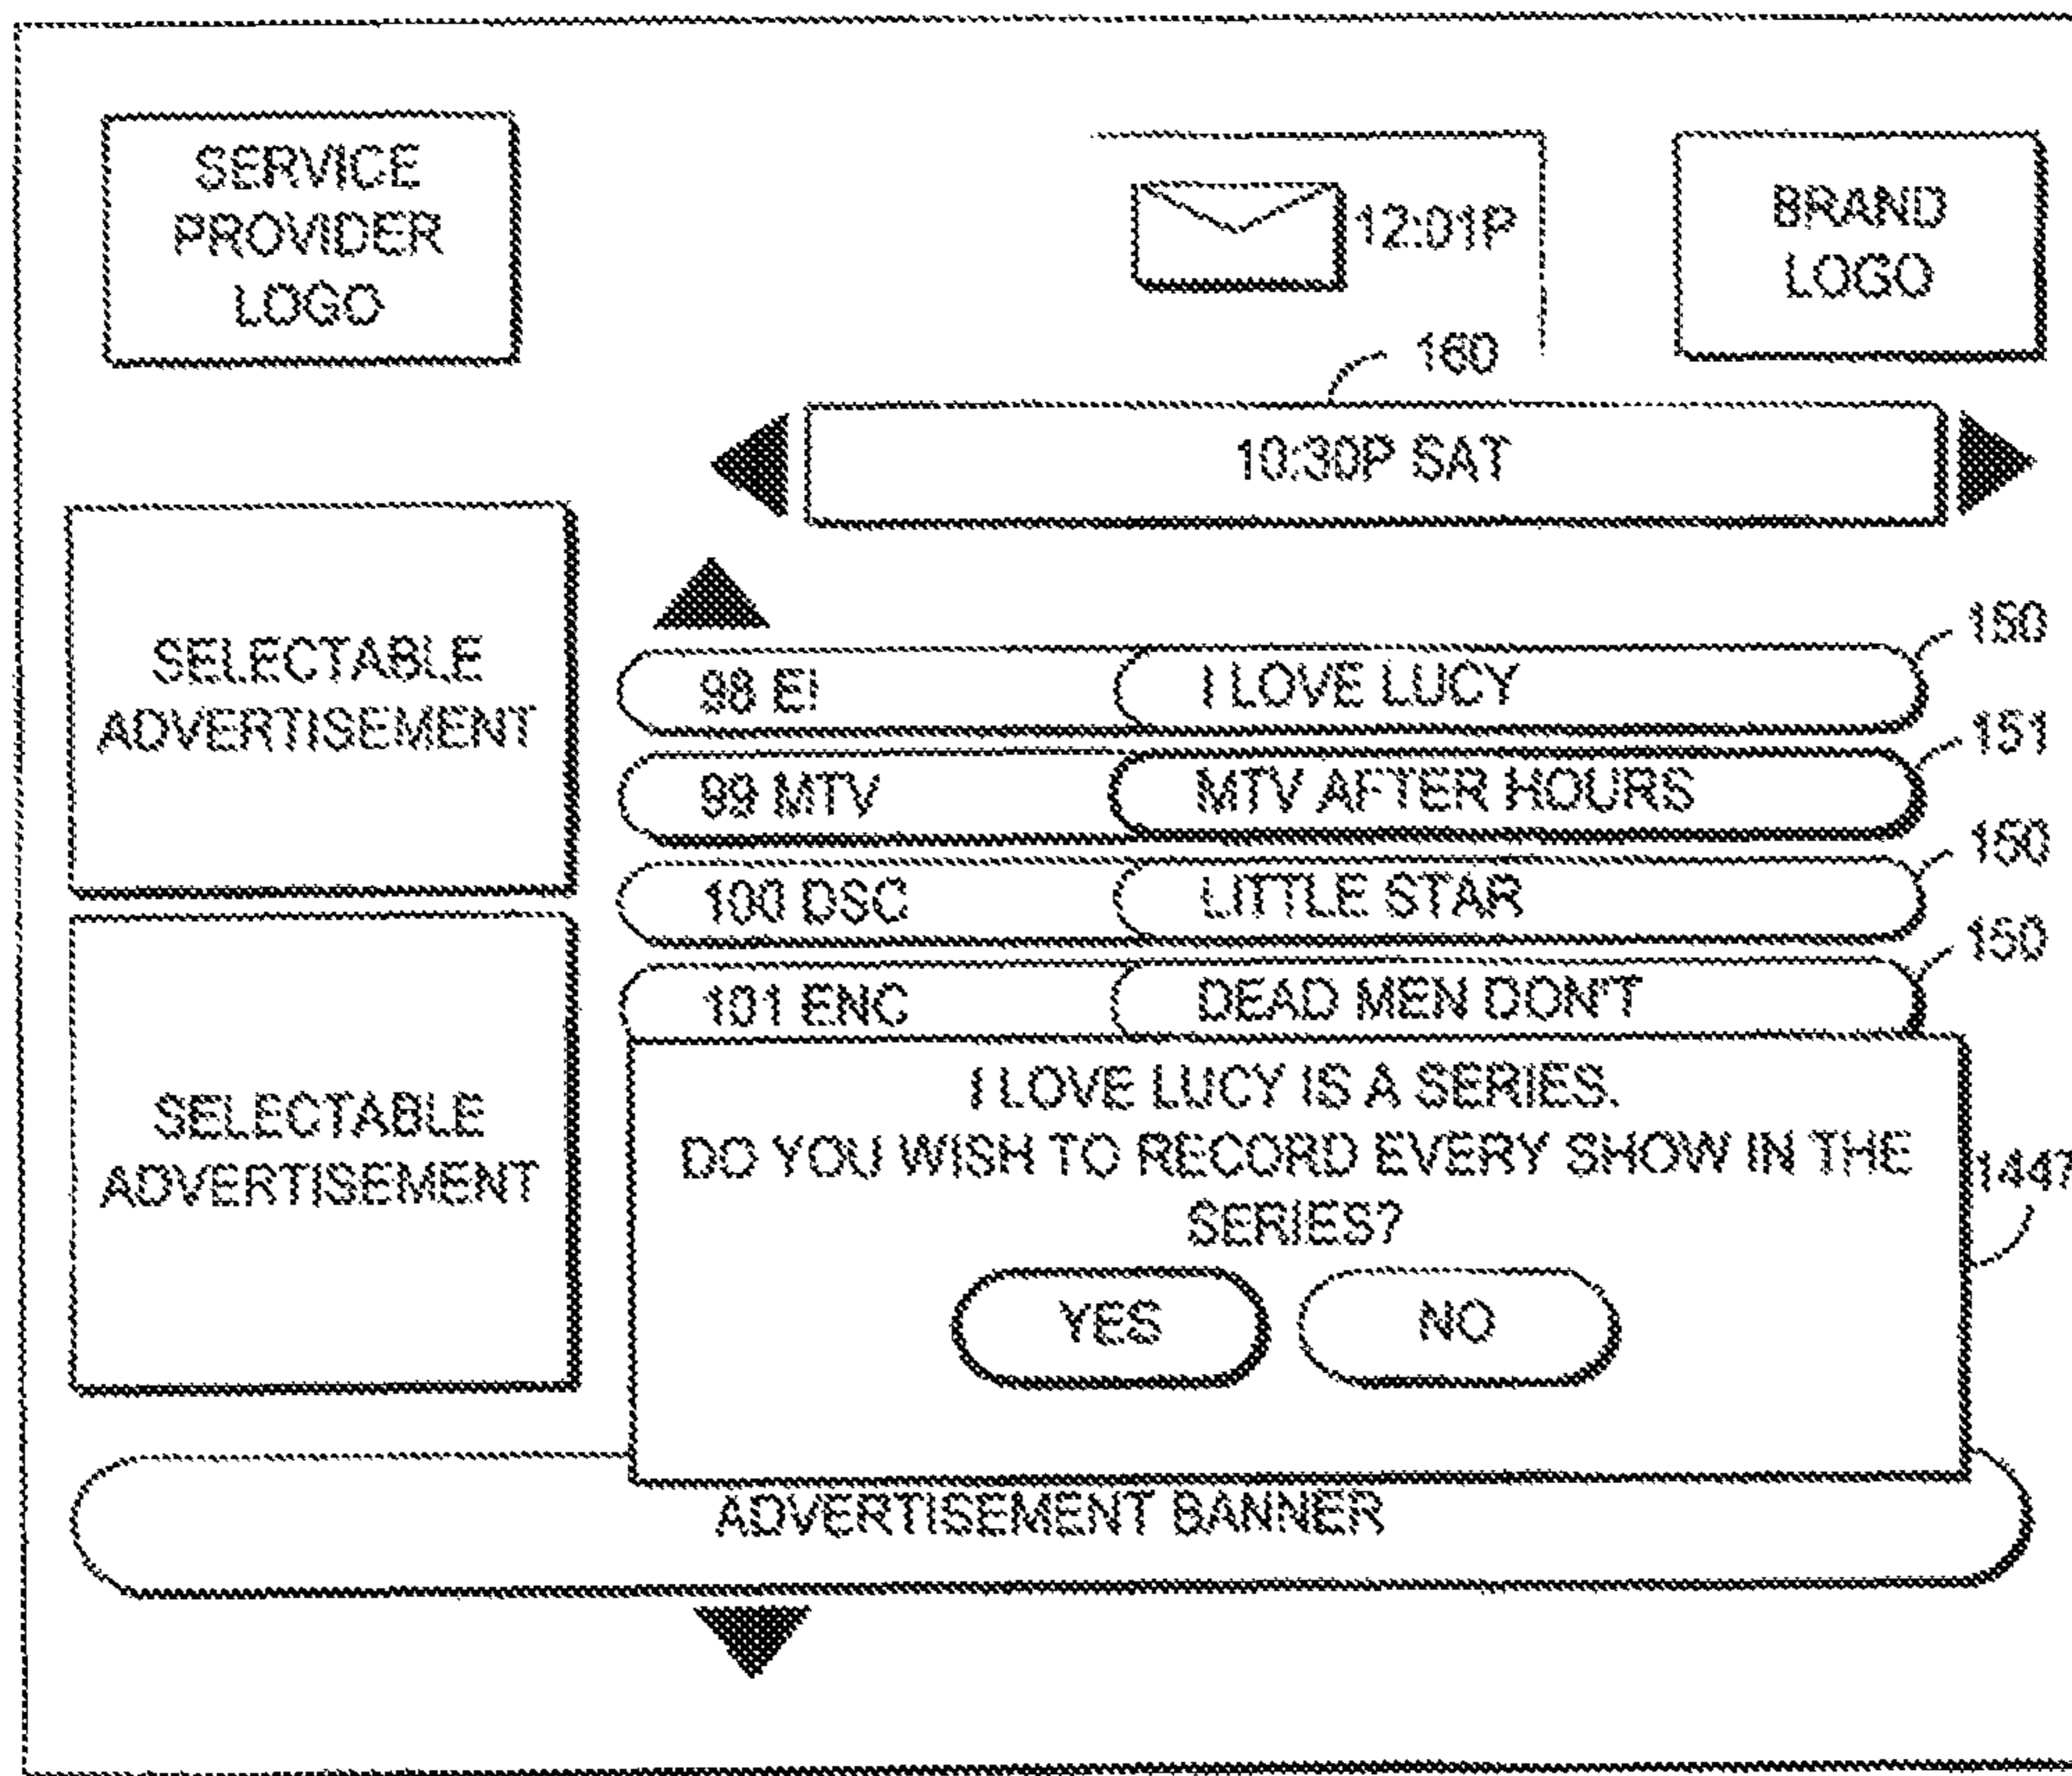 SERVICE
PROVIDER
LOGO
12:01P
BRAND
LOGO
160
10:30P SAT
SELECTABLE
ADVERTISEMENT
98 E! I LOVE LUCY 150
99 MTV MTV AFTER HOURS 151
100 DSC LITTLE STAR 150
101 ENC DEAD MEN DON'T 150
SELECTABLE
ADVERTISEMENT
I LOVE LUCY IS A SERIES.
DO YOU WISH TO RECORD EVERY SHOW IN THE
SERIES?
1447
YES NO
ADVERTISEMENT BANNER